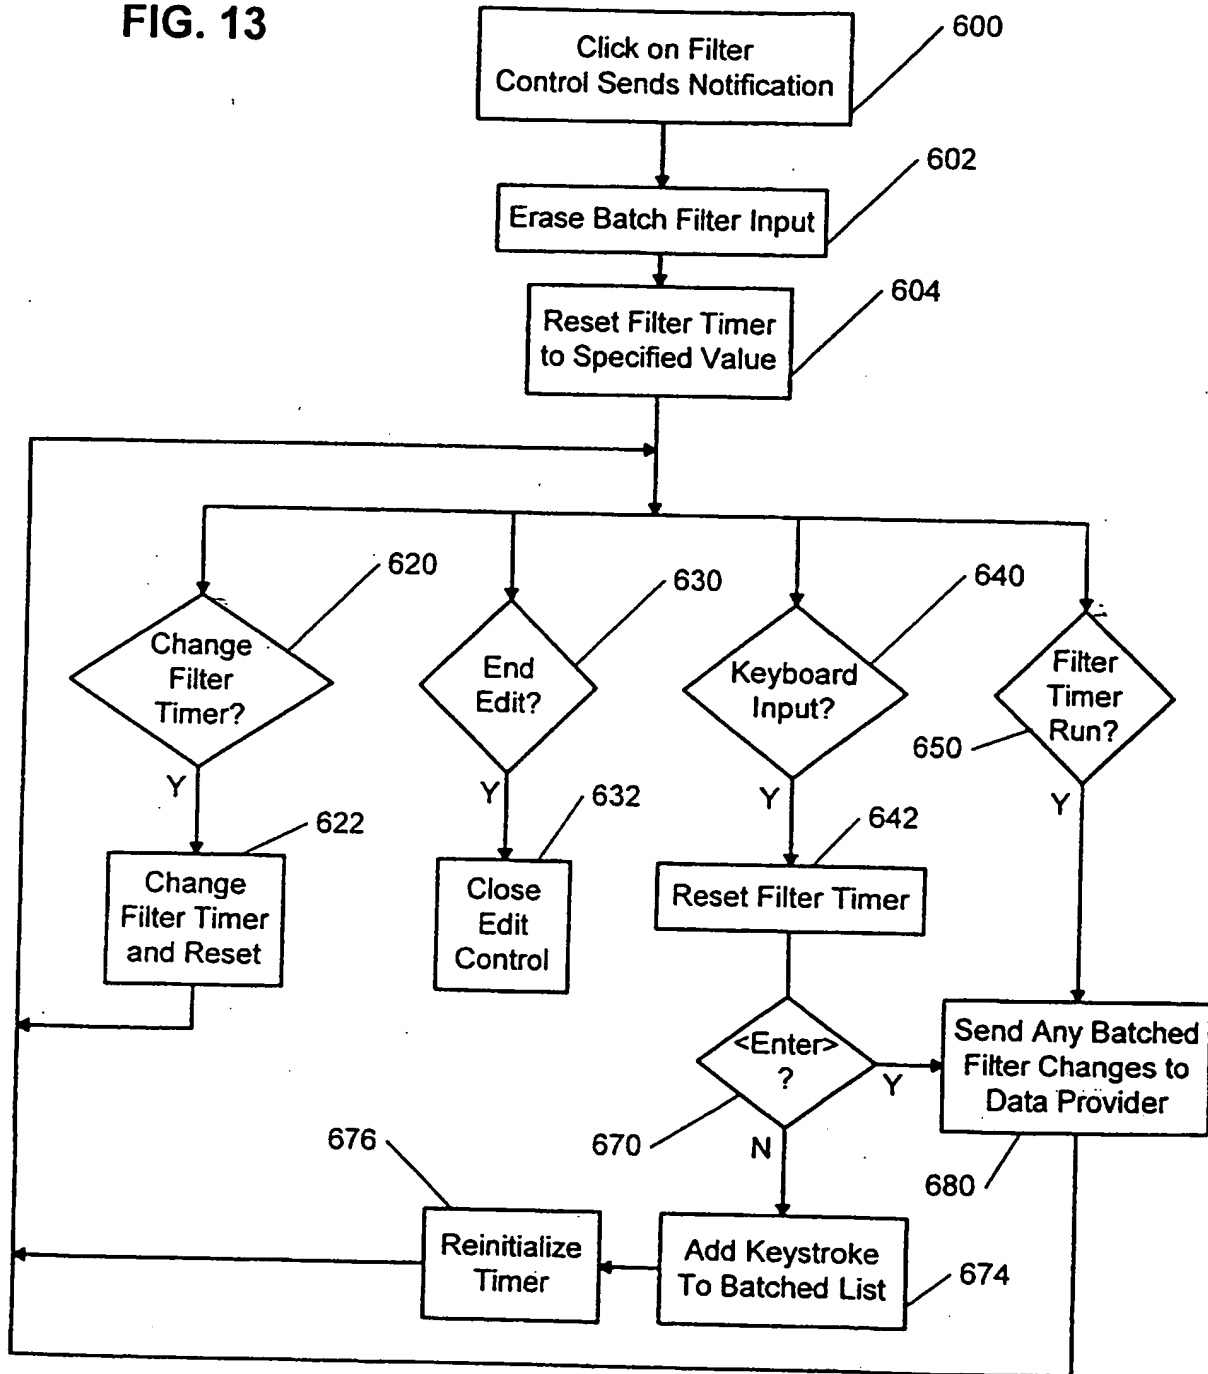 FIG. 13
600
Click on Filter
Control Sends Notification
602
Erase Batch Filter Input
604
Reset Filter Timer
to Specified Value
620
Change
Filter
Timer?
Y
630
End
Edit?
Y
640
Keyboard
Input?
Y
Filter
Timer
Run?
650
Y
622
Change
Filter Timer
and Reset
632
Close
Edit
Control
642
Reset Filter Timer
<Enter>
?
Y
670
N
Send Any Batched
Filter Changes to
Data Provider
680
676
Reinitialize
Timer
Add Keystroke
To Batched List
674